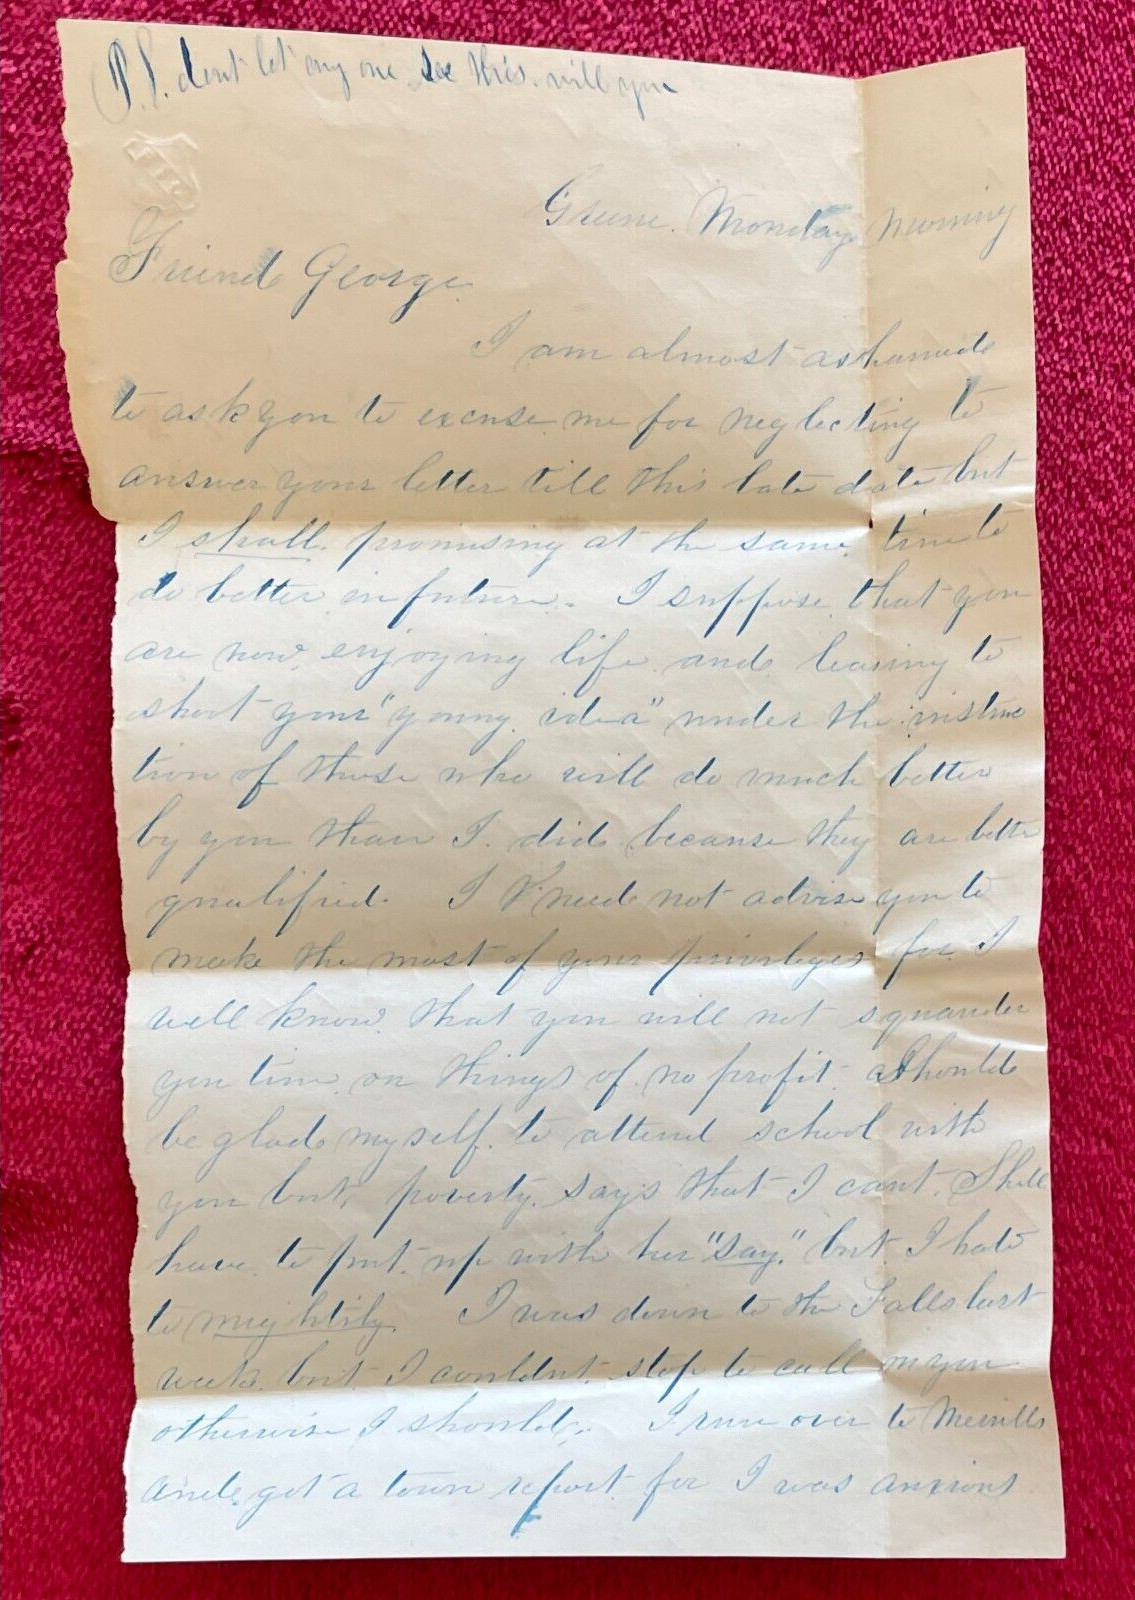 P.S. dont let any one see this. will you
Greene. Monday Morning
Friend George.
I am almost ashamede
to ask you to excuse me for neglecting to
answer your letter till this late date but
I shall. promising at the same time to
do better in future. I suppose that you
are now enjoying life and learing to
shoot your "young idea" under the instruc
tion of those who will do much better
by you than I did because they are better
qualified. I need not advise you to
make the most of your privileges for I
well know that you will not squander
you time on things of no profit. Should
be glad myself to attend school with
you but poverty says that I cant. Shall
have to put up with her "say." but I hate
to mightily. I was down to the Falls last
week but I couldnt stop to call on you
otherwise I should. I run over to Merrills
and got a town report for I was anxious